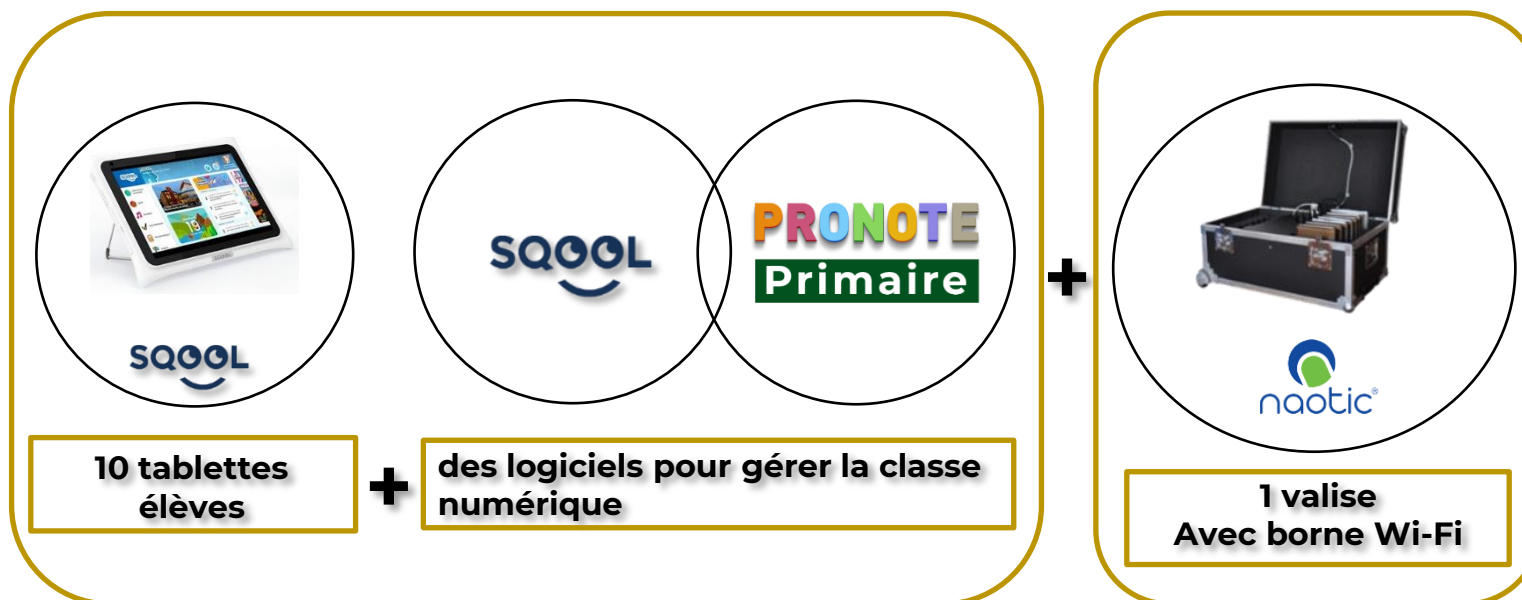 SQOOL
10 tablettes
élèves
+
SQOOL
PRONOTE
Primaire
des logiciels pour gérer la classe
numérique
+
naotic®
1 valise
Avec borne Wi-Fi